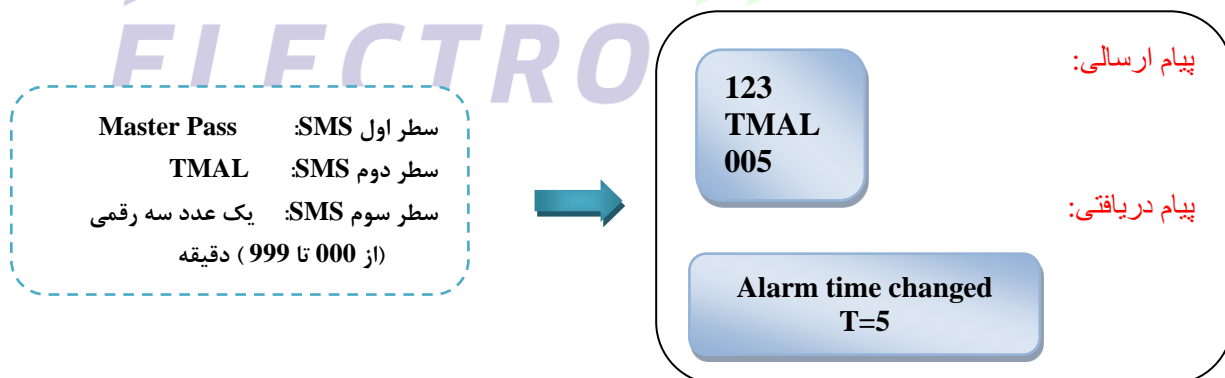 ELECTRO
سطر اول SMS: Master Pass
سطر دوم SMS: TMAL
سطر سوم SMS: یک عدد سه رقمی
(از 000 تا 999 ) دقیقه
پیام ارسالی:
123
TMAL
005
پیام دریافتی:
Alarm time changed
T=5